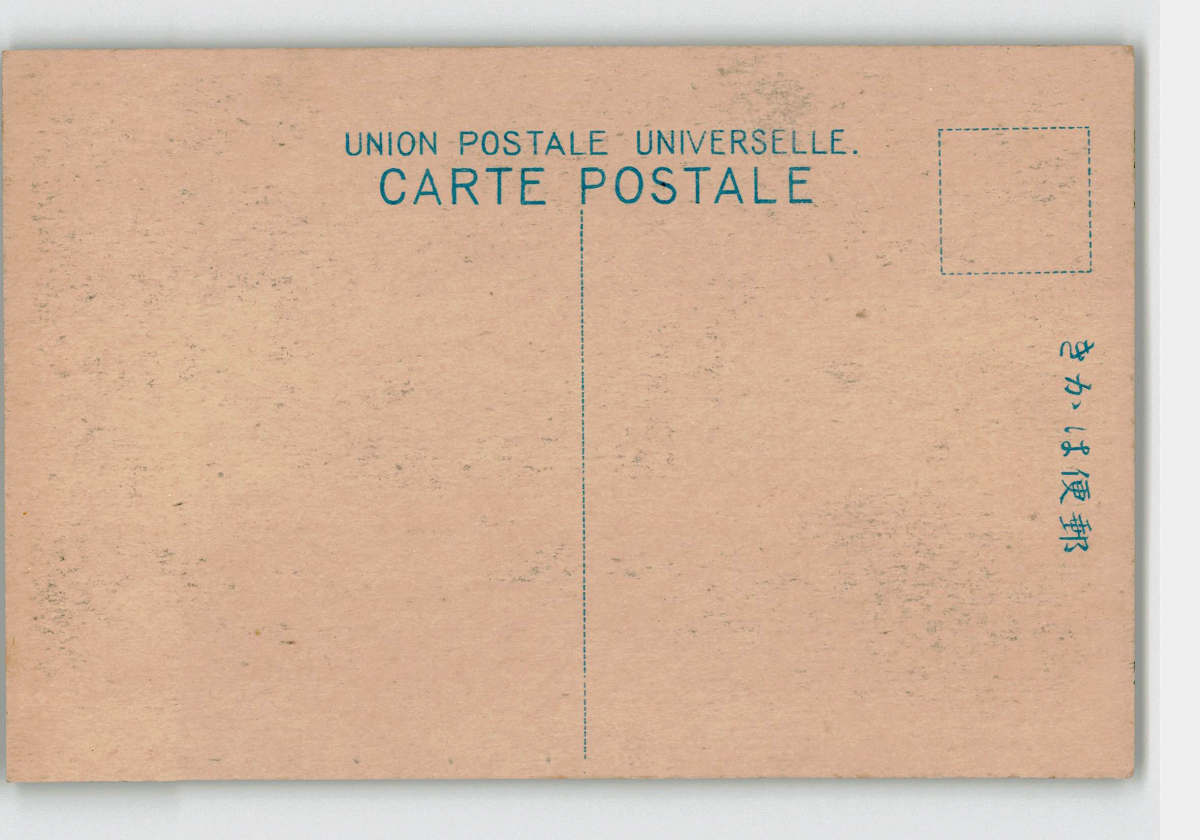 UNION POSTALE UNIVERSELLE.
CARTE POSTALE
郵便はかき